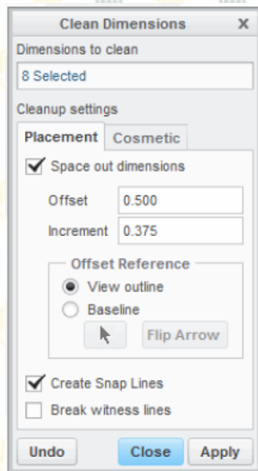 Clean Dimensions X
Dimensions to clean
8 Selected
Cleanup settings
Placement Cosmetic
Space out dimensions
Offset 0.500
Increment 0.375
Offset Reference
View outline
Baseline
Flip Arrow
Create Snap Lines
Break witness lines
Undo Close Apply